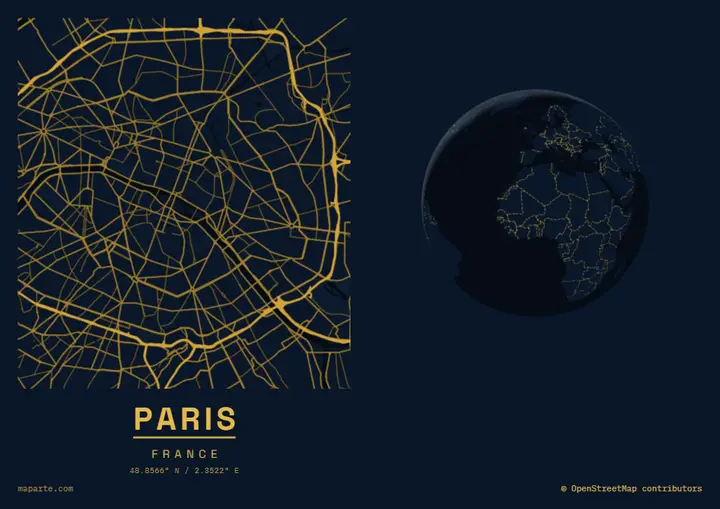 PARIS
FRANCE
48.8566° N / 2.3522° E
maparte.com
© OpenStreetMap contributors